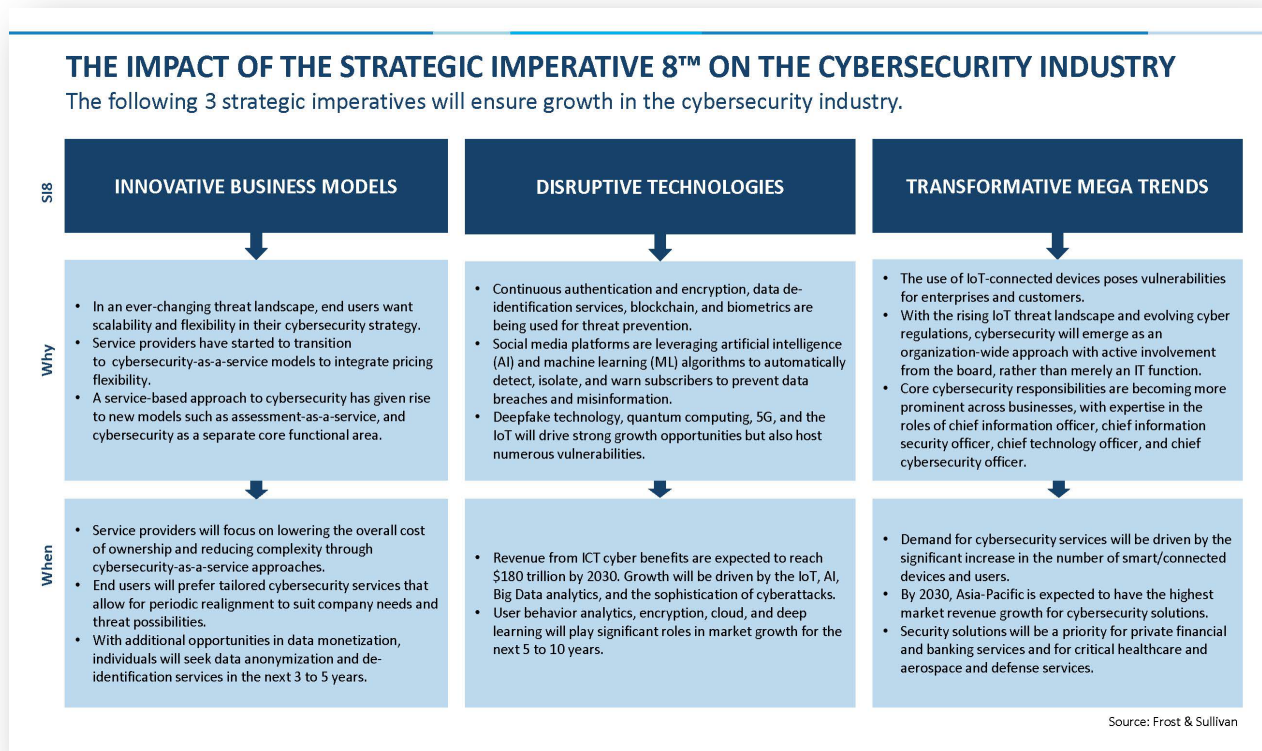 THE IMPACT OF THE STRATEGIC IMPERATIVE 8™ ON THE CYBERSECURITY INDUSTRY
The following 3 strategic imperatives will ensure growth in the cybersecurity industry.
SI8
INNOVATIVE BUSINESS MODELS
DISRUPTIVE TECHNOLOGIES
TRANSFORMATIVE MEGA TRENDS
Why
• In an ever-changing threat landscape, end users want
scalability and flexibility in their cybersecurity strategy.
• Service providers have started to transition
to cybersecurity-as-a-service models to integrate pricing
flexibility.
• A service-based approach to cybersecurity has given rise
to new models such as assessment-as-a-service, and
cybersecurity as a separate core functional area.
• Continuous authentication and encryption, data de-
identification services, blockchain, and biometrics are
being used for threat prevention.
• Social media platforms are leveraging artificial intelligence
(AI) and machine learning (ML) algorithms to automatically
detect, isolate, and warn subscribers to prevent data
breaches and misinformation.
• Deepfake technology, quantum computing, 5G, and the
IoT will drive strong growth opportunities but also host
numerous vulnerabilities.
• The use of IoT-connected devices poses vulnerabilities
for enterprises and customers.
• With the rising IoT threat landscape and evolving cyber
regulations, cybersecurity will emerge as an
organization-wide approach with active involvement
from the board, rather than merely an IT function.
• Core cybersecurity responsibilities are becoming more
prominent across businesses, with expertise in the
roles of chief information officer, chief information
security officer, chief technology officer, and chief
cybersecurity officer.
When
• Service providers will focus on lowering the overall cost
of ownership and reducing complexity through
cybersecurity-as-a-service approaches.
• End users will prefer tailored cybersecurity services that
allow for periodic realignment to suit company needs and
threat possibilities.
• With additional opportunities in data monetization,
individuals will seek data anonymization and de-
identification services in the next 3 to 5 years.
• Revenue from ICT cyber benefits are expected to reach
$180 trillion by 2030. Growth will be driven by the IoT, AI,
Big Data analytics, and the sophistication of cyberattacks.
• User behavior analytics, encryption, cloud, and deep
learning will play significant roles in market growth for the
next 5 to 10 years.
• Demand for cybersecurity services will be driven by the
significant increase in the number of smart/connected
devices and users.
• By 2030, Asia-Pacific is expected to have the highest
market revenue growth for cybersecurity solutions.
• Security solutions will be a priority for private financial
and banking services and for critical healthcare and
aerospace and defense services.
Source: Frost & Sullivan